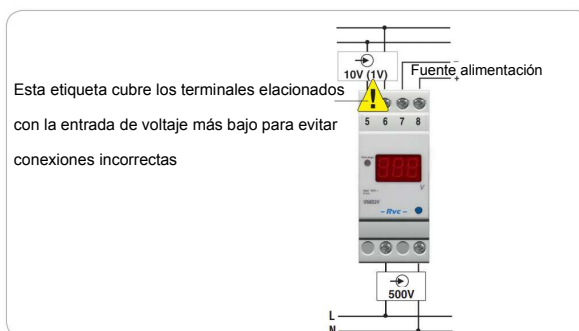 10V (1V)
Fuente alimentación
–
+
Esta etiqueta cubre los terminales elacionados
con la entrada de voltaje más bajo para evitar
conexiones incorrectas
!
5 6 7 8
888
V
- Rvc -
500V
L
N